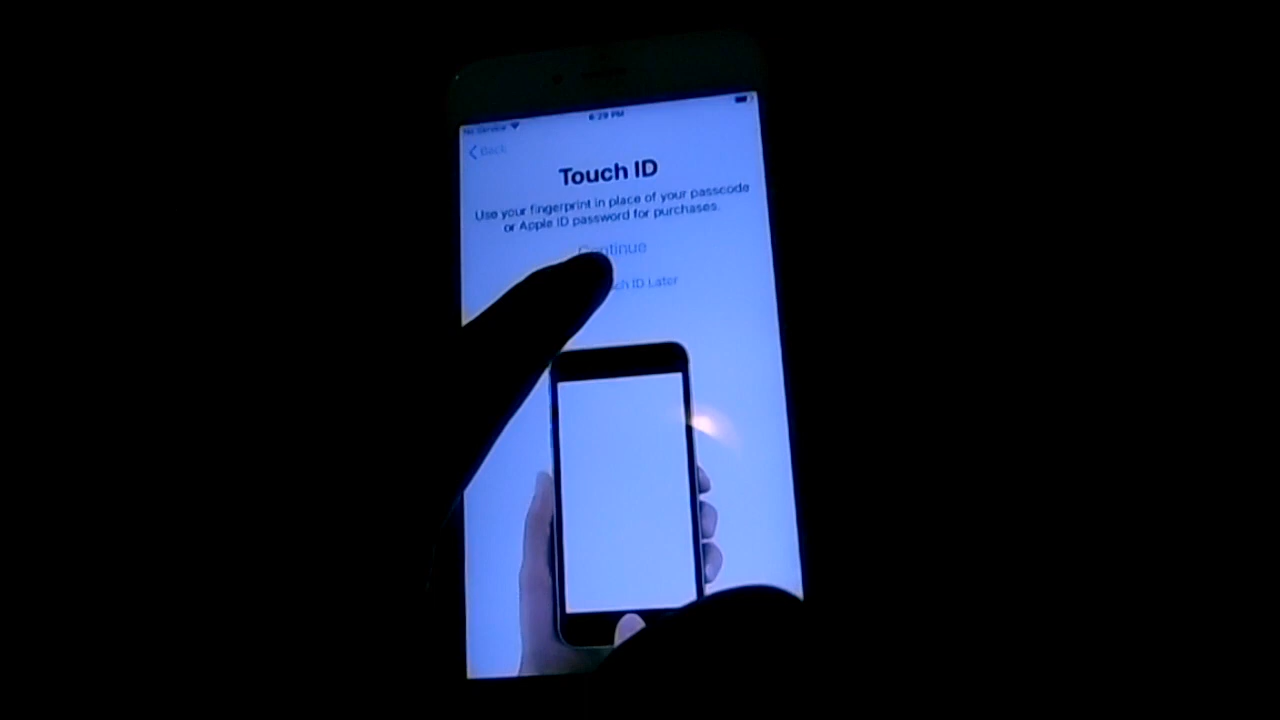 No Service
6:29 PM
Back
Touch ID
Use your fingerprint in place of your passcode
or Apple ID password for purchases.
Continue
ID Later